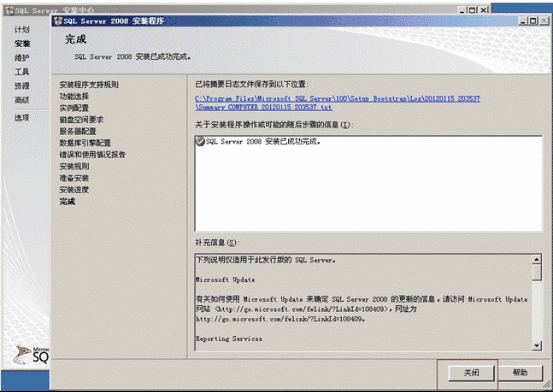 SQL Server 安装中心
SQL Server 2008 安装程序
计划
安装
维护
工具
资源
高级
选项
完成
SQL Server 2008 安装已成功完成。
安装程序支持规则
功能选择
实例配置
磁盘空间要求
服务器配置
数据库引擎配置
错误和使用情况报告
安装规则
准备安装
安装进度
完成
已将摘要日志文件保存到以下位置:
C:\Program Files\Microsoft SQL Server\100\Setup Bootstrap\Log\20120115_203537
\Summary_COMPUTER_20120115_203537.txt
关于安装程序操作或可能的随后步骤的信息(I):
SQL Server 2008 安装已成功完成。
补充信息(S):
下列说明仅适用于此发行版的 SQL Server。
Microsoft Update
有关如何使用 Microsoft Update 来确定 SQL Server 2008 的更新的信息，请访问 Microsoft Update
网站 <http://go.microsoft.com/fwlink/?LinkId=108409>，网址为
http://go.microsoft.com/fwlink/?LinkId=108409。
Reporting Services
SQ
关闭
帮助